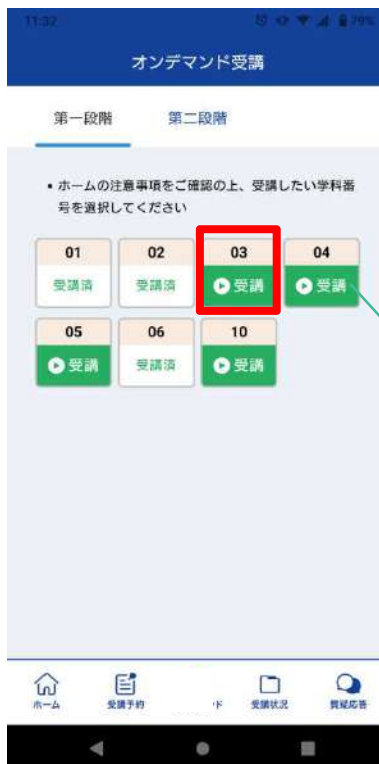 11:32
79%
オンデマンド受講
第一段階
第二段階
• ホームの注意事項をご確認の上、受講したい学科番
号を選択してください
01
02
03
04
受講済
受講済
受講
受講
05
06
10
受講
受講済
受講
ホーム
受講予約
ド
受講状況
質疑応答